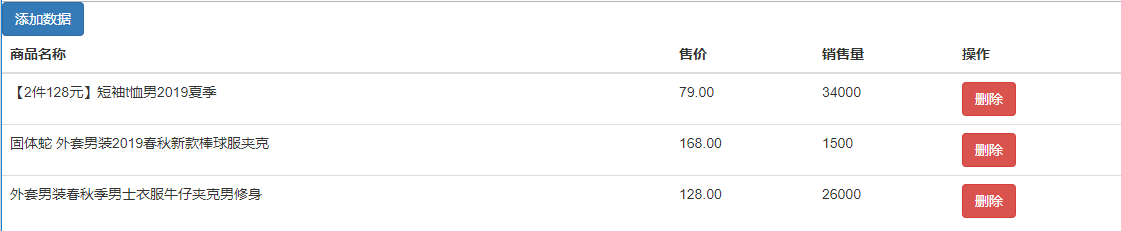 添加数据
商品名称 售价 销售量 操作
【2件128元】短袖t恤男2019夏季 79.00 34000 删除
固体蛇 外套男装2019春秋新款棒球服夹克 168.00 1500 删除
外套男装春秋季男士衣服牛仔夹克男修身 128.00 26000 删除